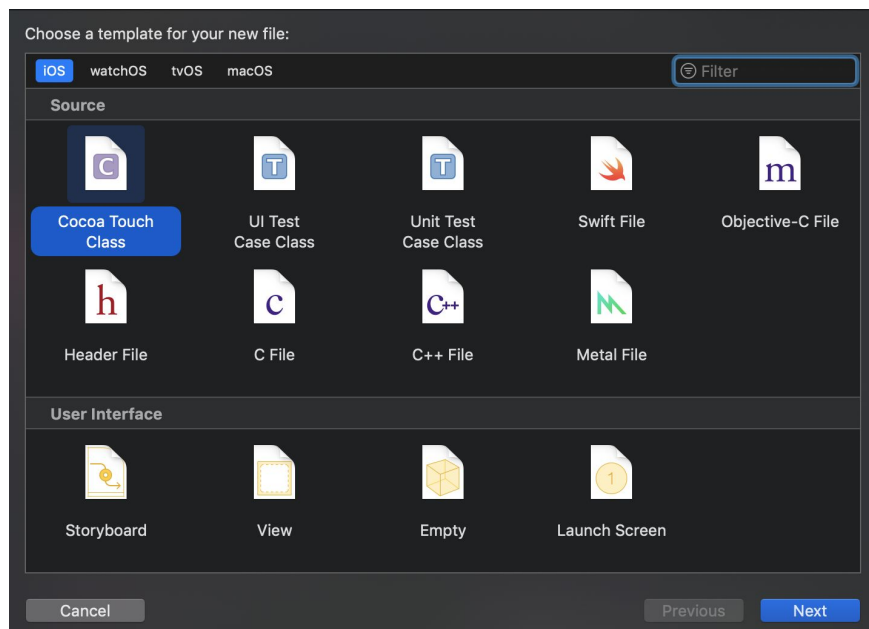 Choose a template for your new file:
iOS watchOS tvOS macOS Filter
Source
C T T m
Cocoa Touch
Class
UI Test
Case Class
Unit Test
Case Class
Swift File
Objective-C File
h c C++
Header File
C File
C++ File
Metal File
User Interface
1
Storyboard
View
Empty
Launch Screen
Cancel Previous Next